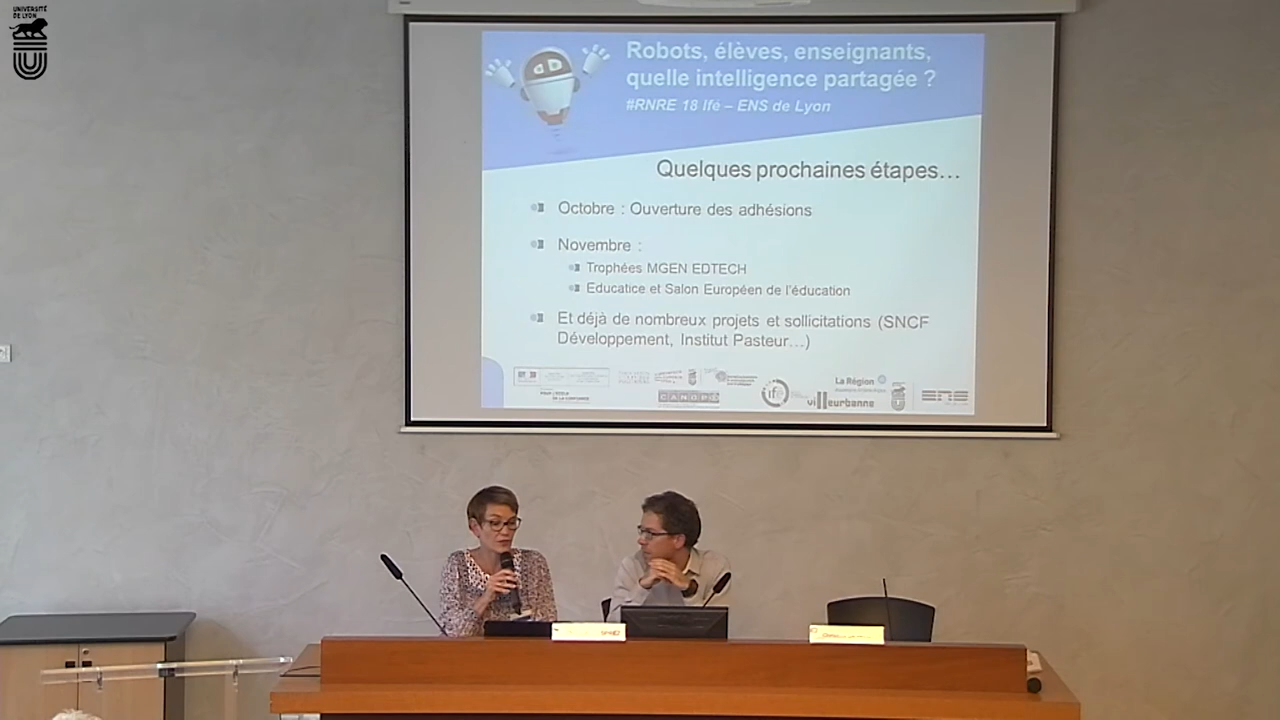 UNIVERSITÉ
DE LYON
Robots, élèves, enseignants,
quelle intelligence partagée ?
#RNRE 18 Ifé – ENS de Lyon
Quelques prochaines étapes…
Octobre : Ouverture des adhésions
Novembre :
Trophées MGEN EDTECH
Educatice et Salon Européen de l'éducation
Et déjà de nombreux projets et sollicitations (SNCF
Développement, Institut Pasteur…)
CANOPÉ
ifé
villeurbanne
La Région
ENS